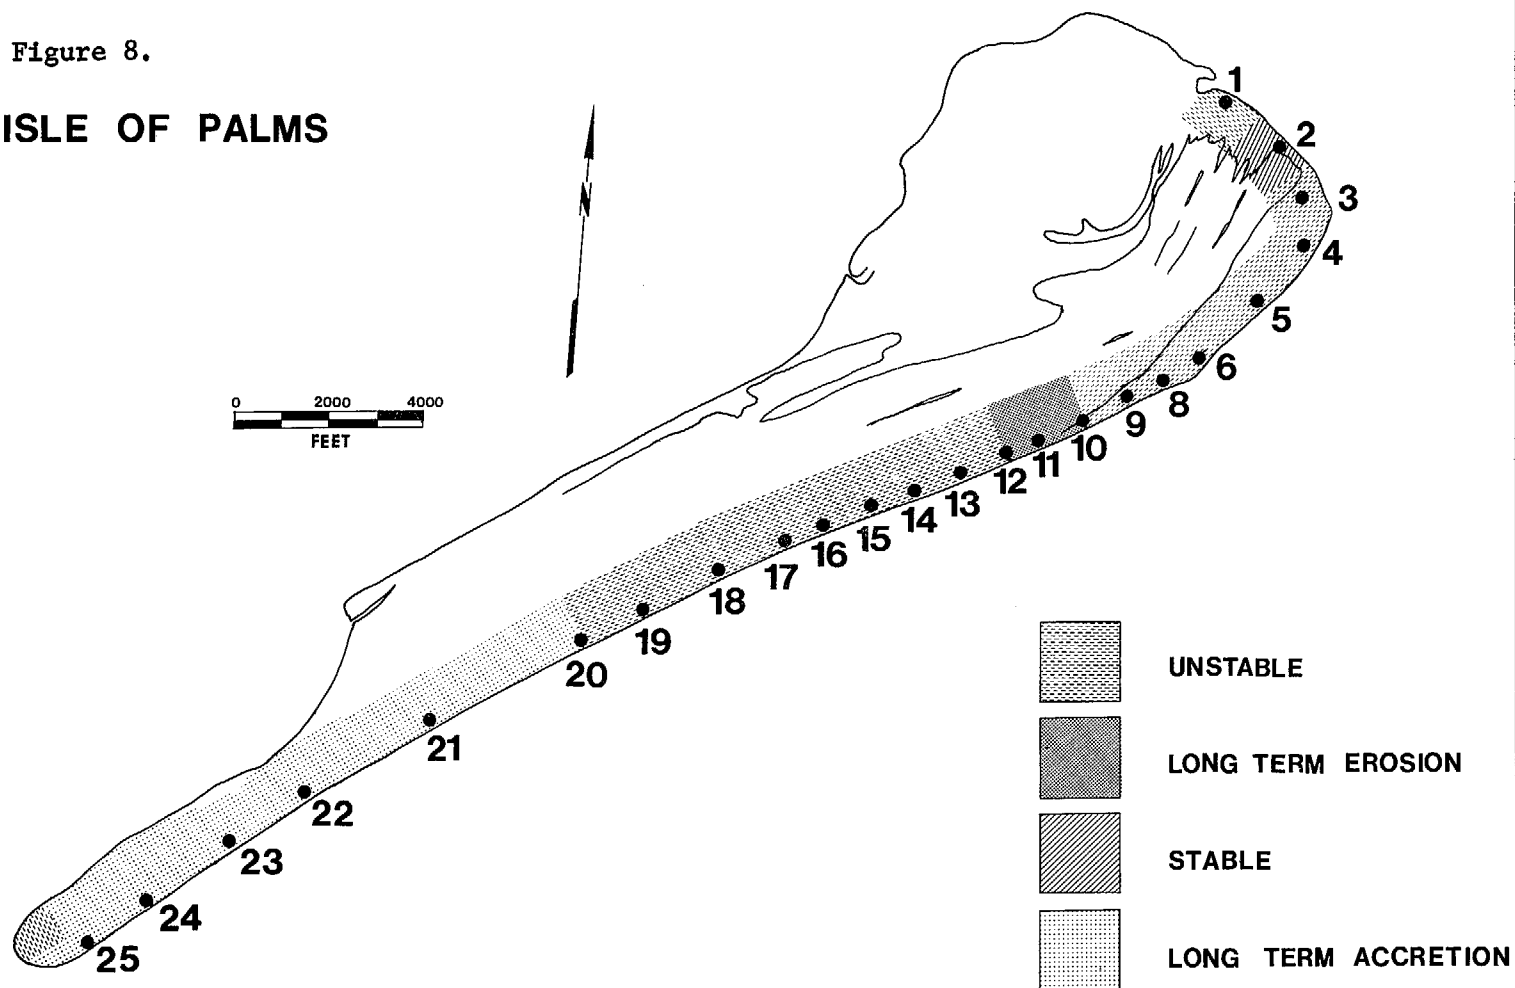 Figure 8.
ISLE OF PALMS
N
0 2000 4000
FEET
1
2
3
4
5
6
8
9
10
11
12
13
14
15
16
17
18
19
20
21
22
23
24
25
UNSTABLE
LONG TERM EROSION
STABLE
LONG TERM ACCRETION